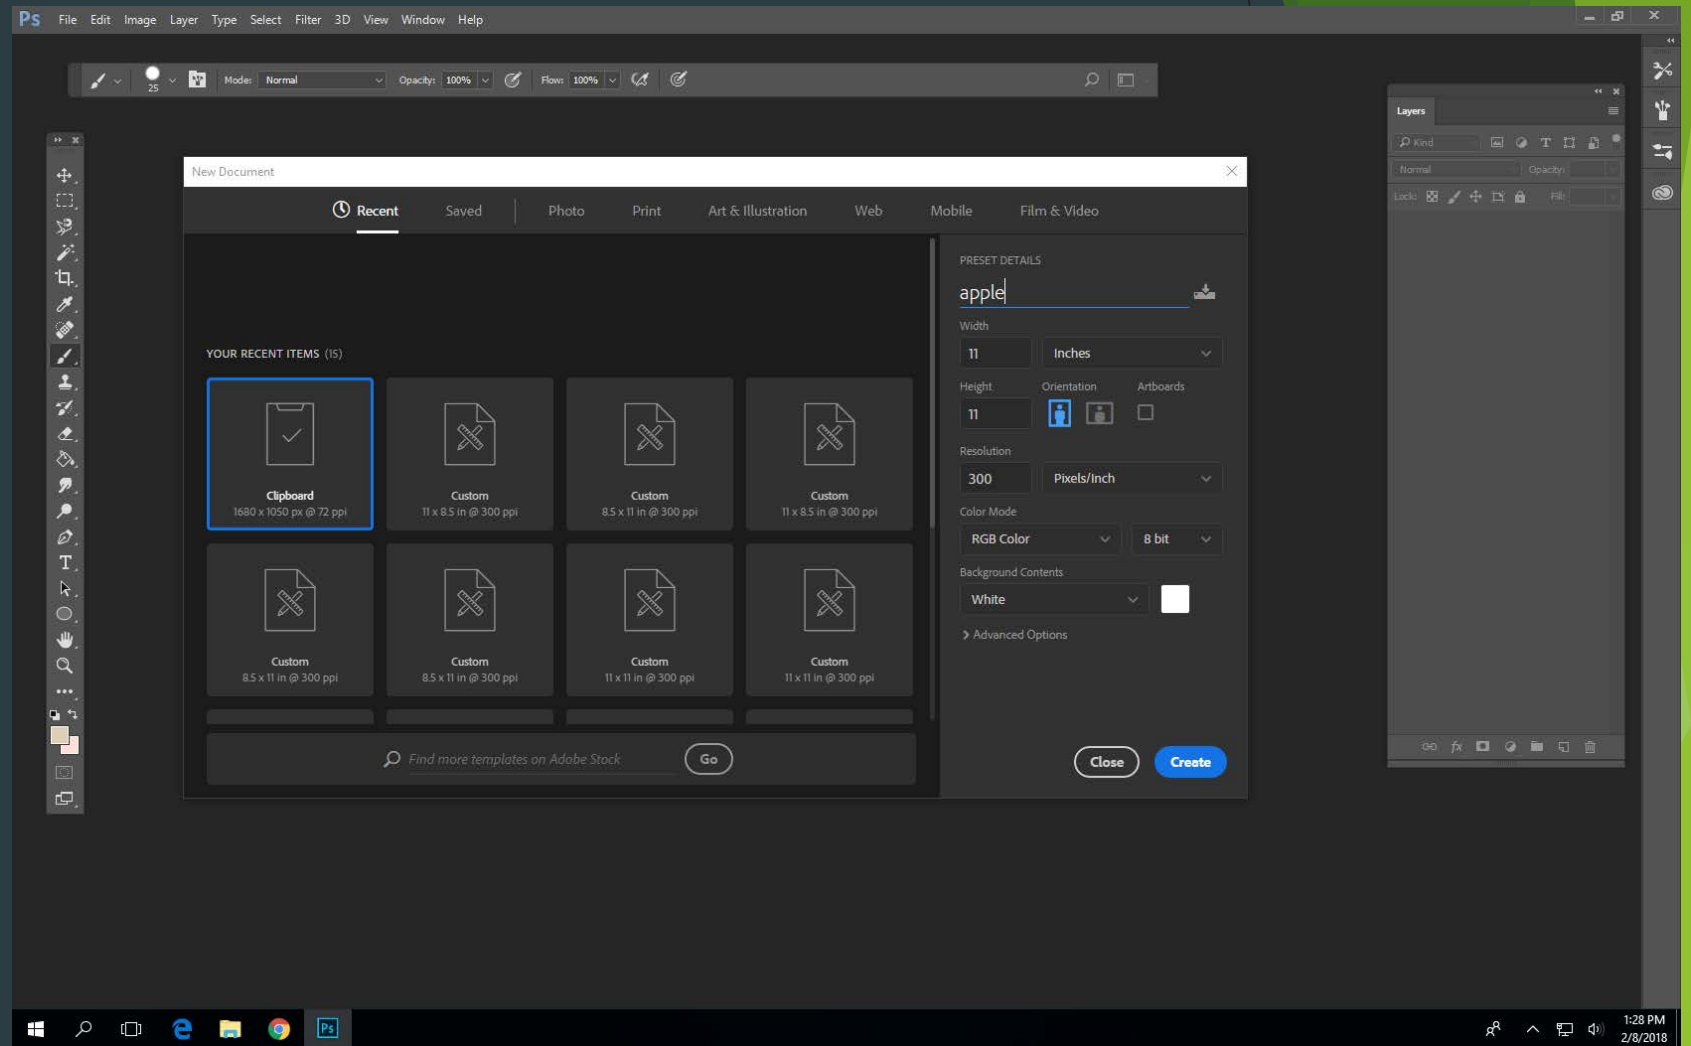 Ps File Edit Image Layer Type Select Filter 3D View Window Help
25 Mode: Normal Opacity: 100% Flow: 100%
Layers
Kind
Normal Opacity:
Lock: Fill:
New Document
Recent Saved Photo Print Art & Illustration Web Mobile Film & Video
YOUR RECENT ITEMS (15)
Clipboard
1680 x 1050 px @ 72 ppi
Custom
11 x 8.5 in @ 300 ppi
Custom
8.5 x 11 in @ 300 ppi
Custom
11 x 8.5 in @ 300 ppi
Custom
8.5 x 11 in @ 300 ppi
Custom
8.5 x 11 in @ 300 ppi
Custom
11 x 11 in @ 300 ppi
Custom
11 x 11 in @ 300 ppi
Find more templates on Adobe Stock Go
PRESET DETAILS
apple
Width
11 Inches
Height Orientation Artboards
11
Resolution
300 Pixels/Inch
Color Mode
RGB Color 8 bit
Background Contents
White
Advanced Options
Close Create
T
fx
Ps
1:28 PM
2/8/2018